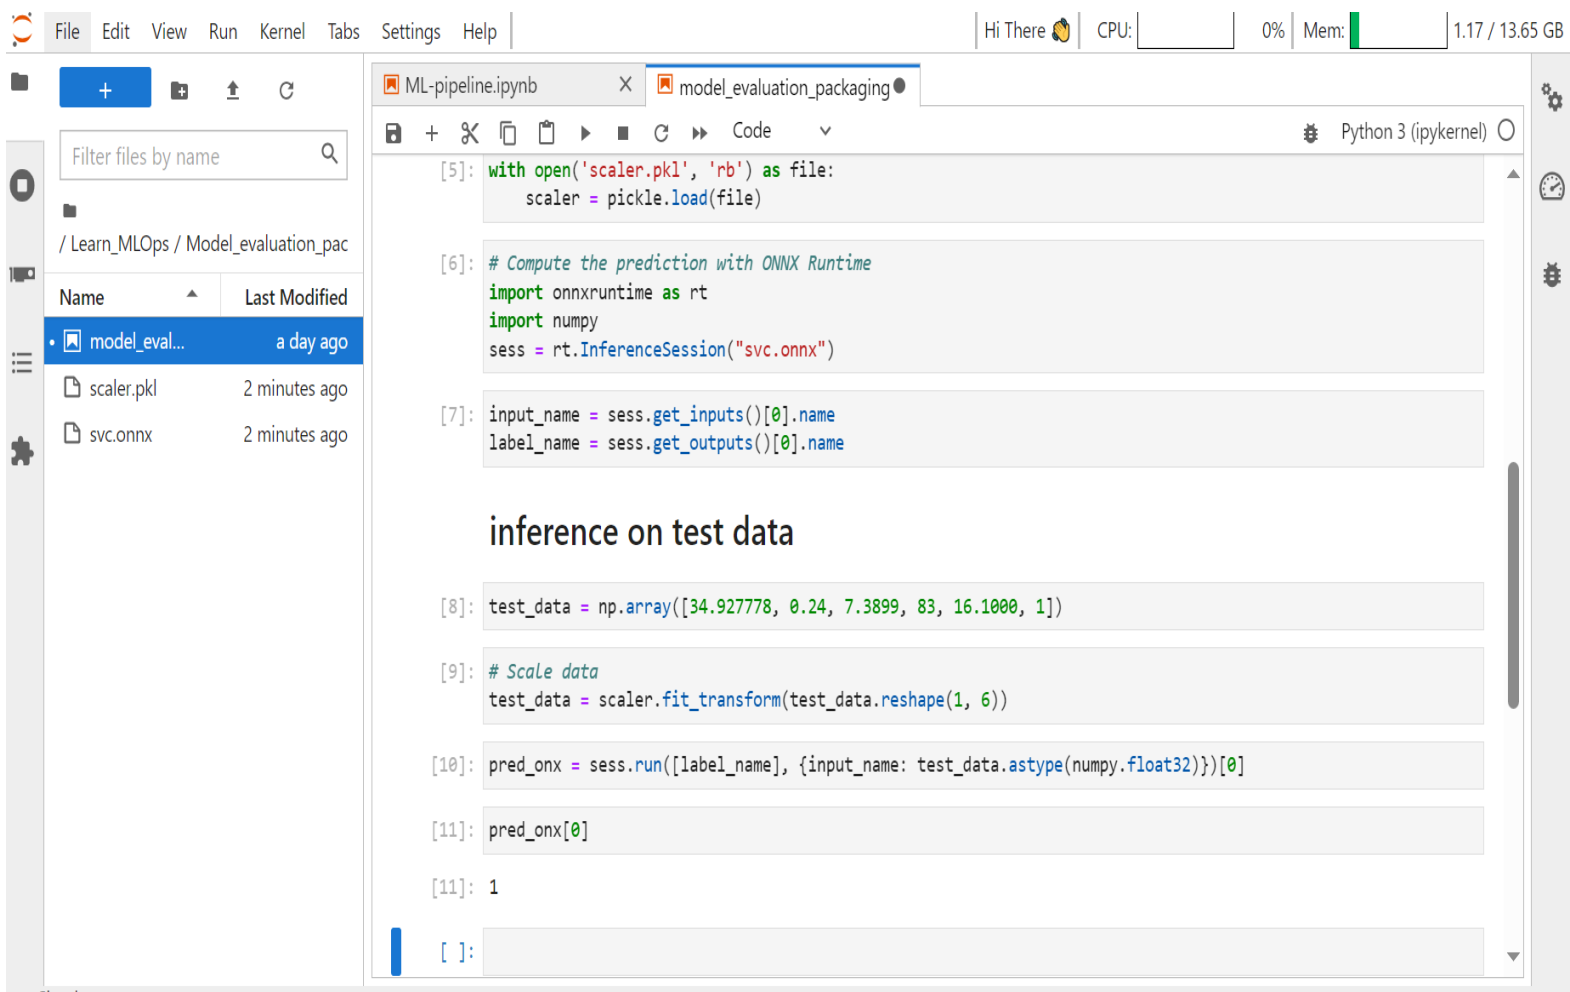 File Edit View Run Kernel Tabs Settings Help
Hi There 👋 CPU: 0% Mem: 1.17 / 13.65 GB
+
Filter files by name
/ Learn_MLOps / Model_evaluation_pac
Name Last Modified
model_eval... a day ago
scaler.pkl 2 minutes ago
svc.onnx 2 minutes ago
ML-pipeline.ipynb X model_evaluation_packaging
Code
Python 3 (ipykernel)
[5]: with open('scaler.pkl', 'rb') as file:
scaler = pickle.load(file)
[6]: # Compute the prediction with ONNX Runtime
import onnxruntime as rt
import numpy
sess = rt.InferenceSession("svc.onnx")
[7]: input_name = sess.get_inputs()[0].name
label_name = sess.get_outputs()[0].name
inference on test data
[8]: test_data = np.array([34.927778, 0.24, 7.3899, 83, 16.1000, 1])
[9]: # Scale data
test_data = scaler.fit_transform(test_data.reshape(1, 6))
[10]: pred_onx = sess.run([label_name], {input_name: test_data.astype(numpy.float32)})[0]
[11]: pred_onx[0]
[11]: 1
[ ]: